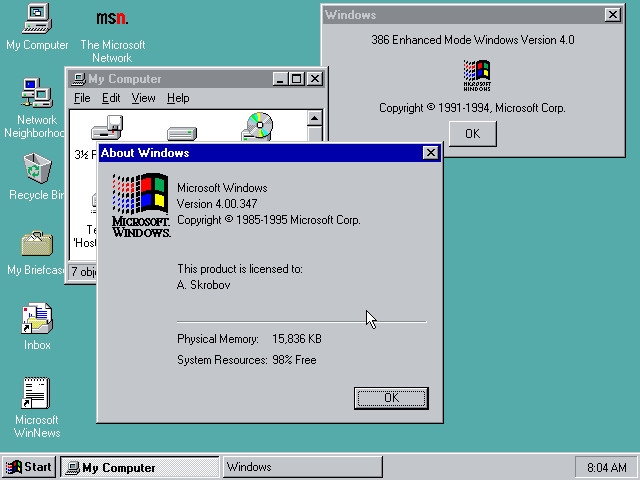 My Computer
msn.
The Microsoft
Network
Network
Neighborhoo
Recycle Bin
My Briefcase
Inbox
Microsoft
WinNews
Windows
386 Enhanced Mode Windows Version 4.0
MICROSOFT
WINDOWS
Copyright © 1991-1994, Microsoft Corp.
OK
My Computer
File Edit View Help
3½ F
'Host
7 obje
About Windows
MICROSOFT.
WINDOWS.
Microsoft Windows
Version 4.00.347
Copyright © 1985-1995 Microsoft Corp.
This product is licensed to:
A. Skrobov
Physical Memory: 15,836 KB
System Resources: 98% Free
OK
Start
My Computer
Windows
8:04 AM